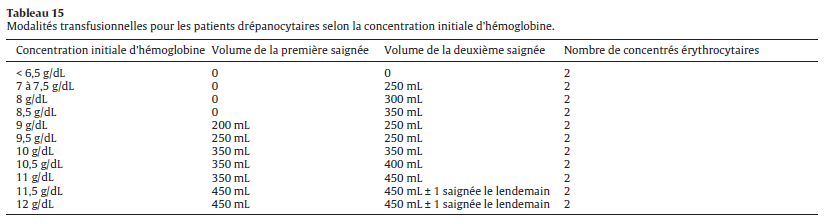 Tableau 15
Modalités transfusionnelles pour les patients drépanocytaires selon la concentration initiale d'hémoglobine.
Concentration initiale d'hémoglobine Volume de la première saignée Volume de la deuxième saignée Nombre de concentrés érythrocytaires
< 6,5 g/dL 0 0 2
7 à 7,5 g/dL 0 250 mL 2
8 g/dL 0 300 mL 2
8,5 g/dL 0 350 mL 2
9 g/dL 200 mL 250 mL 2
9,5 g/dL 250 mL 250 mL 2
10 g/dL 350 mL 350 mL 2
10,5 g/dL 350 mL 400 mL 2
11 g/dL 350 mL 450 mL 2
11,5 g/dL 450 mL 450 mL ± 1 saignée le lendemain 2
12 g/dL 450 mL 450 mL ± 1 saignée le lendemain 2